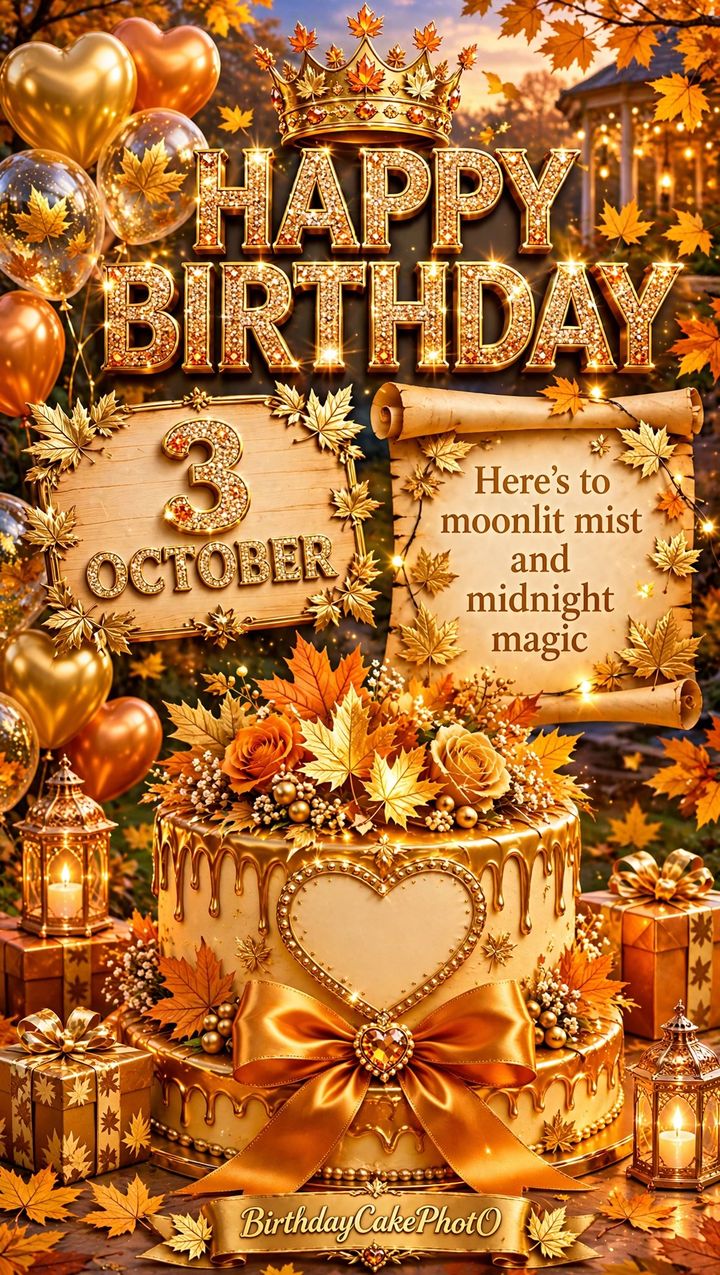 HAPPY
BIRTHDAY
3
OCTOBER
Here's to
moonlit mist
and
midnight
magic
BirthdayCakePhotO